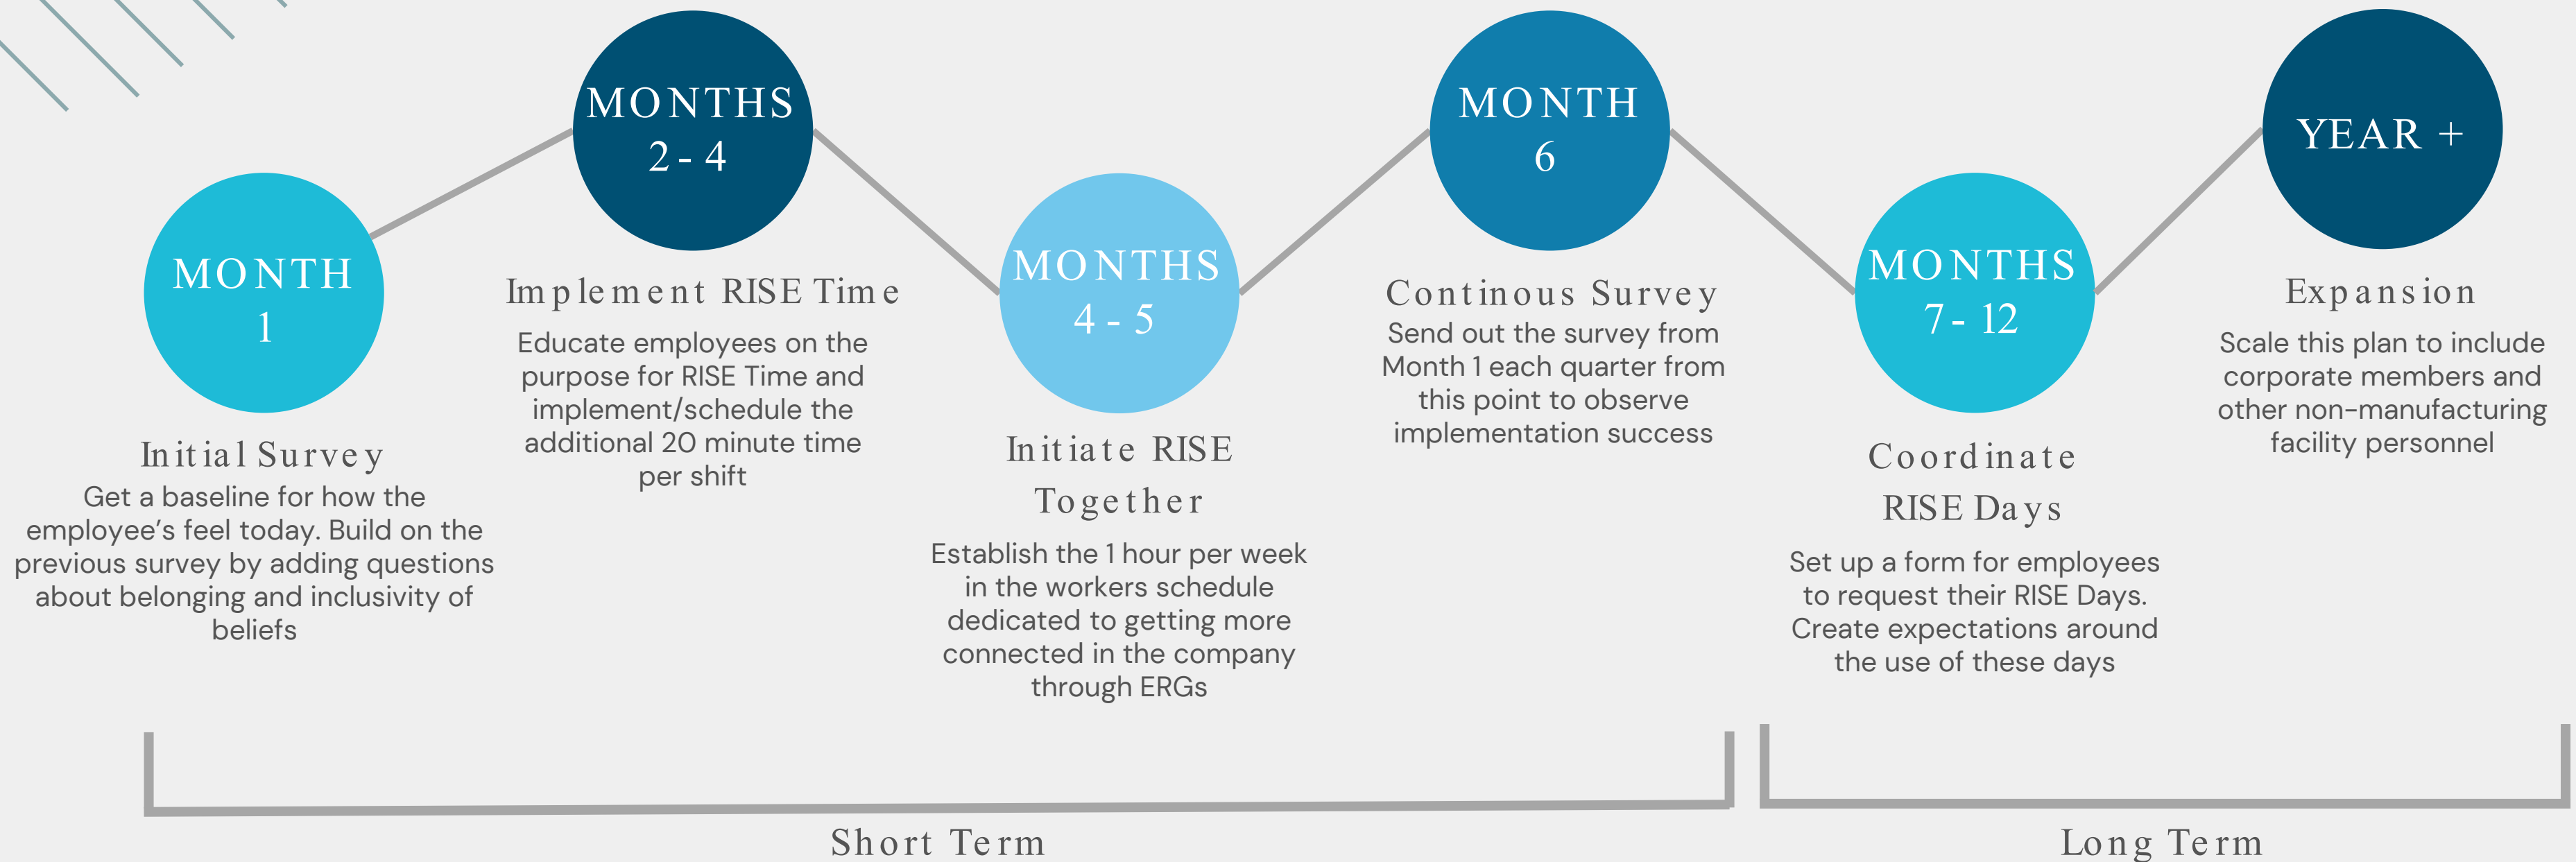 MONTH
1
Initial Survey
Get a baseline for how the
employee’s feel today. Build on the
previous survey by adding questions
about belonging and inclusivity of
beliefs
MONTHS
2 - 4
Implement RISE Time
Educate employees on the
purpose for RISE Time and
implement/schedule the
additional 20 minute time
per shift
MONTHS
4 - 5
Initiate RISE
Together
Establish the 1 hour per week
in the workers schedule
dedicated to getting more
connected in the company
through ERGs
MONTH
6
Continous Survey
Send out the survey from
Month 1 each quarter from
this point to observe
implementation success
MONTHS
7 - 12
Coordinate
RISE Days
Set up a form for employees
to request their RISE Days.
Create expectations around
the use of these days
YEAR +
Expansion
Scale this plan to include
corporate members and
other non-manufacturing
facility personnel
Short Term
Long Term